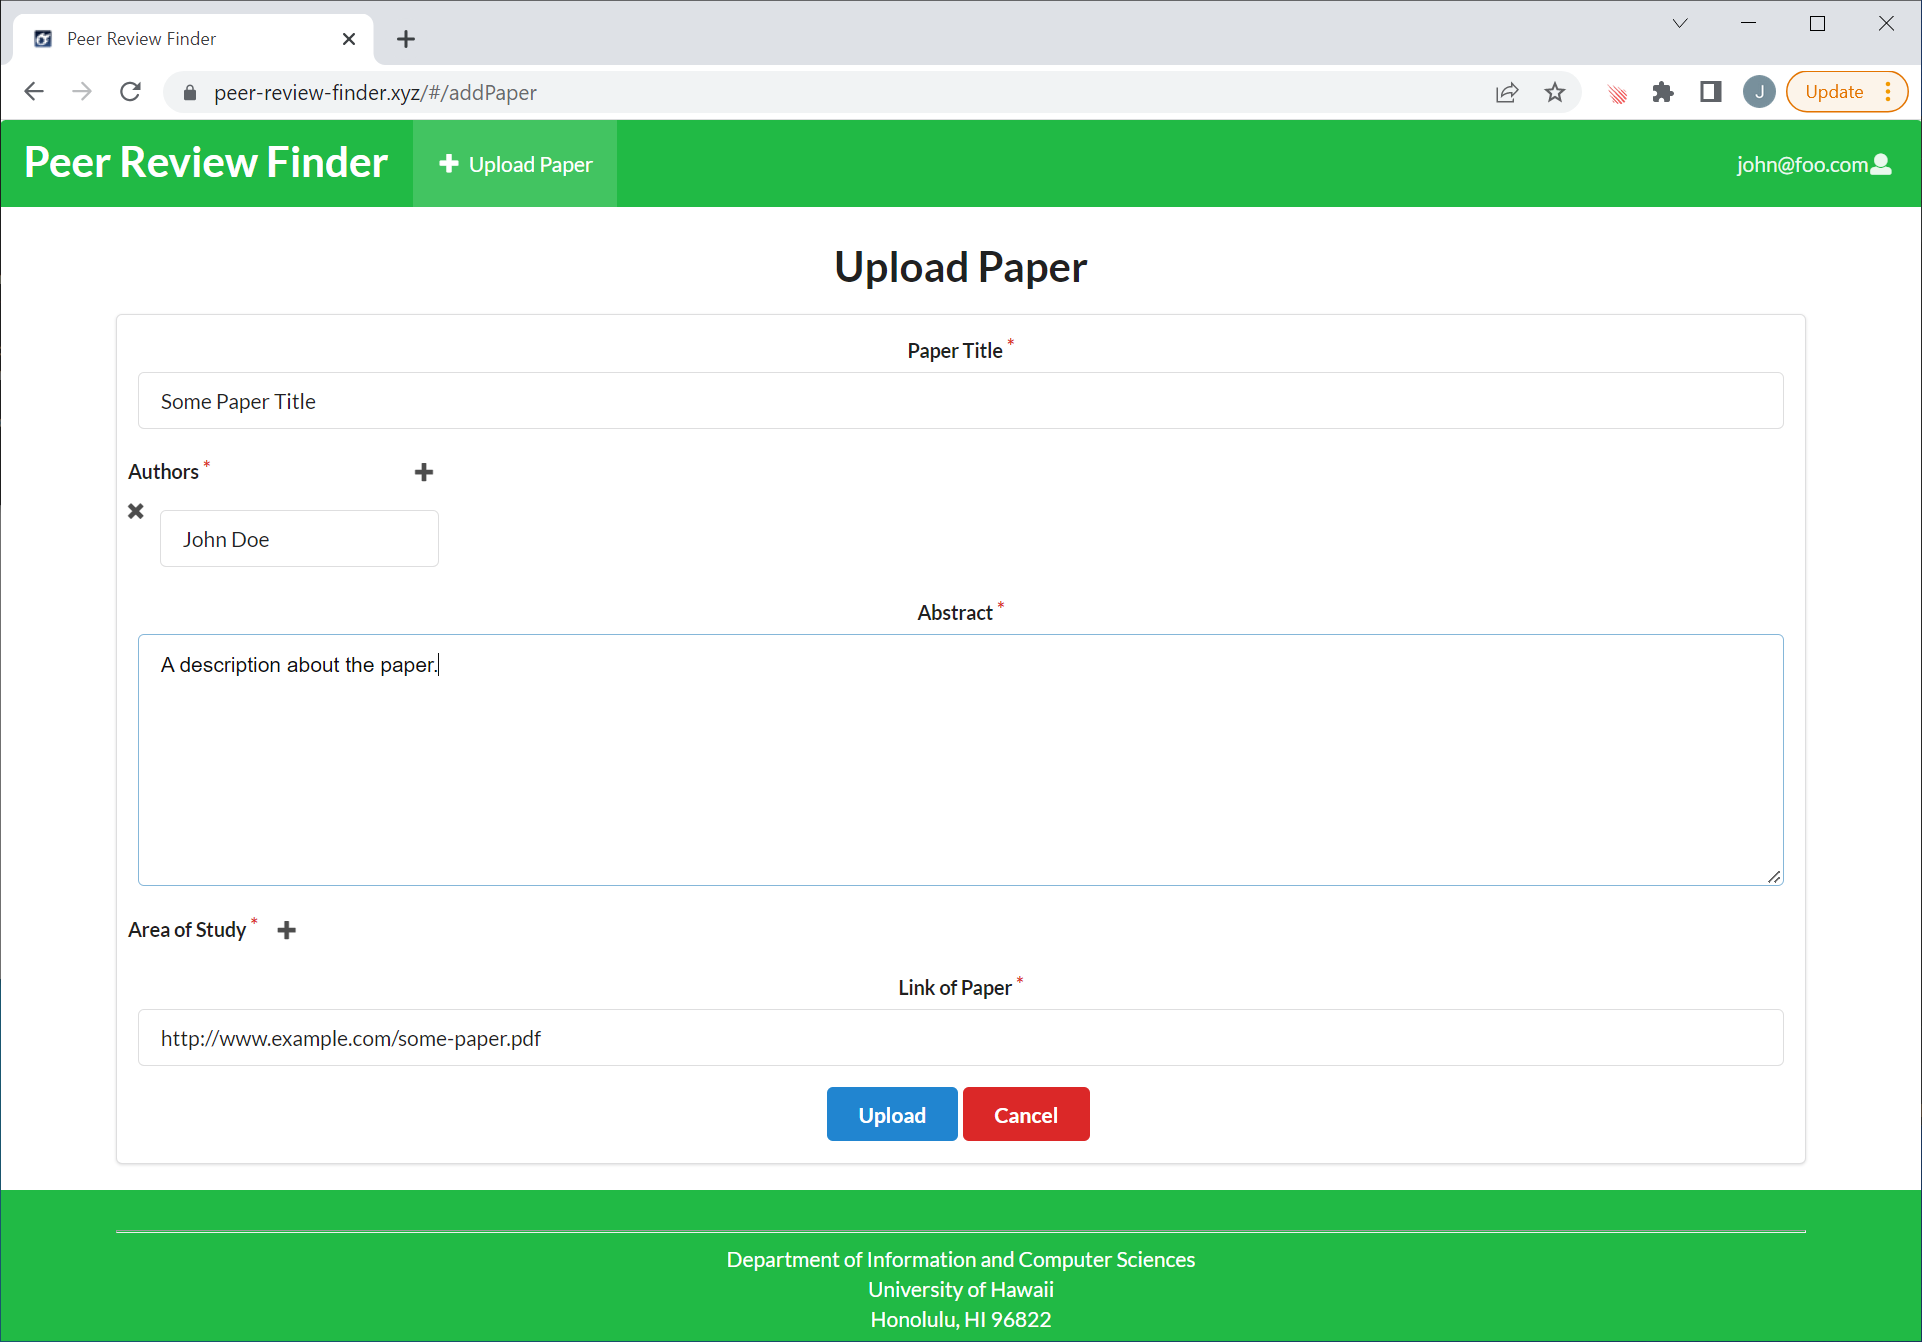 Peer Review Finder
peer-review-finder.xyz/#/addPaper
J
Update
Peer Review Finder
Upload Paper
john@foo.com
Upload Paper
Paper Title *
Some Paper Title
Authors *
John Doe
Abstract *
A description about the paper.
Area of Study *
Link of Paper *
http://www.example.com/some-paper.pdf
Upload Cancel
Department of Information and Computer Sciences
University of Hawaii
Honolulu, HI 96822